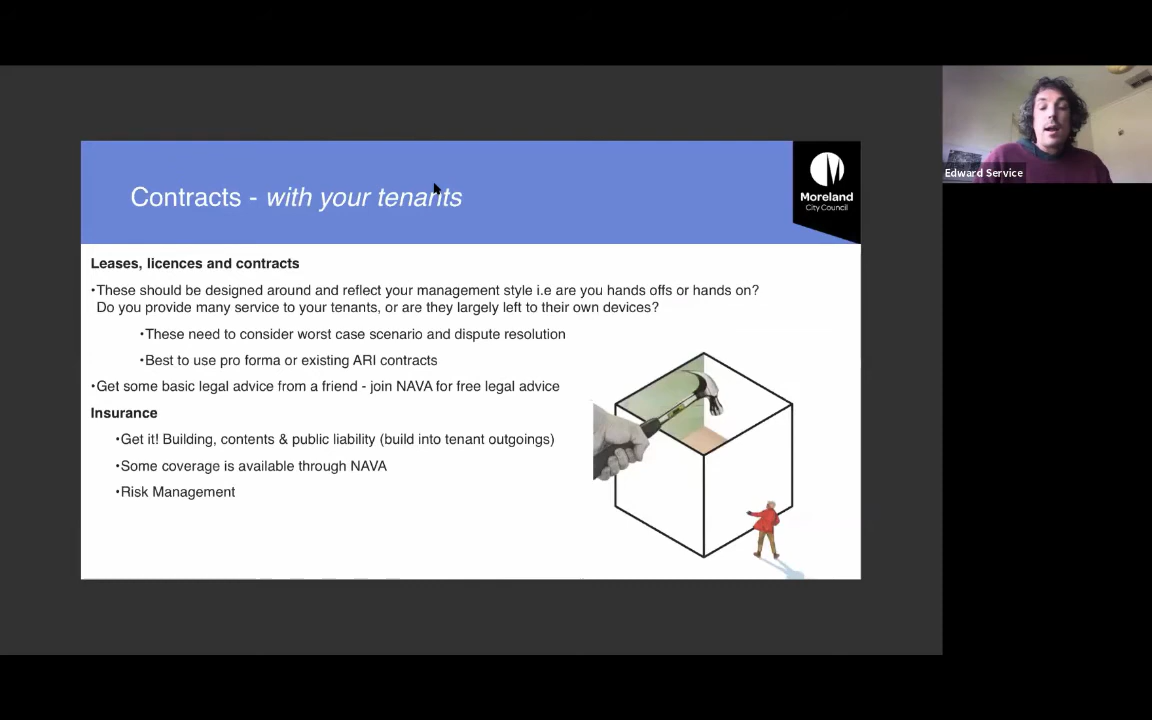 Contracts - with your tenants
Moreland
City Council
Edward Service
Leases, licences and contracts
•These should be designed around and reflect your management style i.e are you hands offs or hands on?
Do you provide many service to your tenants, or are they largely left to their own devices?
•These need to consider worst case scenario and dispute resolution
•Best to use pro forma or existing ARI contracts
•Get some basic legal advice from a friend - join NAVA for free legal advice
Insurance
•Get it! Building, contents & public liability (build into tenant outgoings)
•Some coverage is available through NAVA
•Risk Management